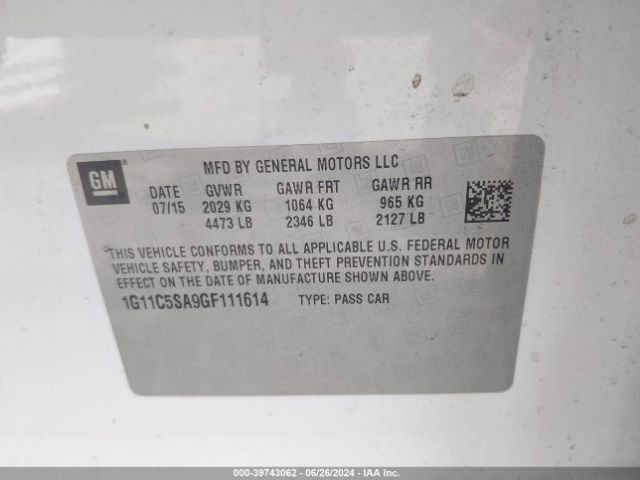 GM
MFD BY GENERAL MOTORS LLC
DATE GVWR GAWR FRT GAWR RR
07/15 2029 KG 1064 KG 965 KG
4473 LB 2346 LB 2127 LB
THIS VEHICLE CONFORMS TO ALL APPLICABLE U.S. FEDERAL MOTOR
VEHICLE SAFETY, BUMPER, AND THEFT PREVENTION STANDARDS IN
EFFECT ON THE DATE OF MANUFACTURE SHOWN ABOVE.
1G11C5SA9GF111614 TYPE: PASS CAR
000-39743062 / 06/26/2024 - IAA Inc.